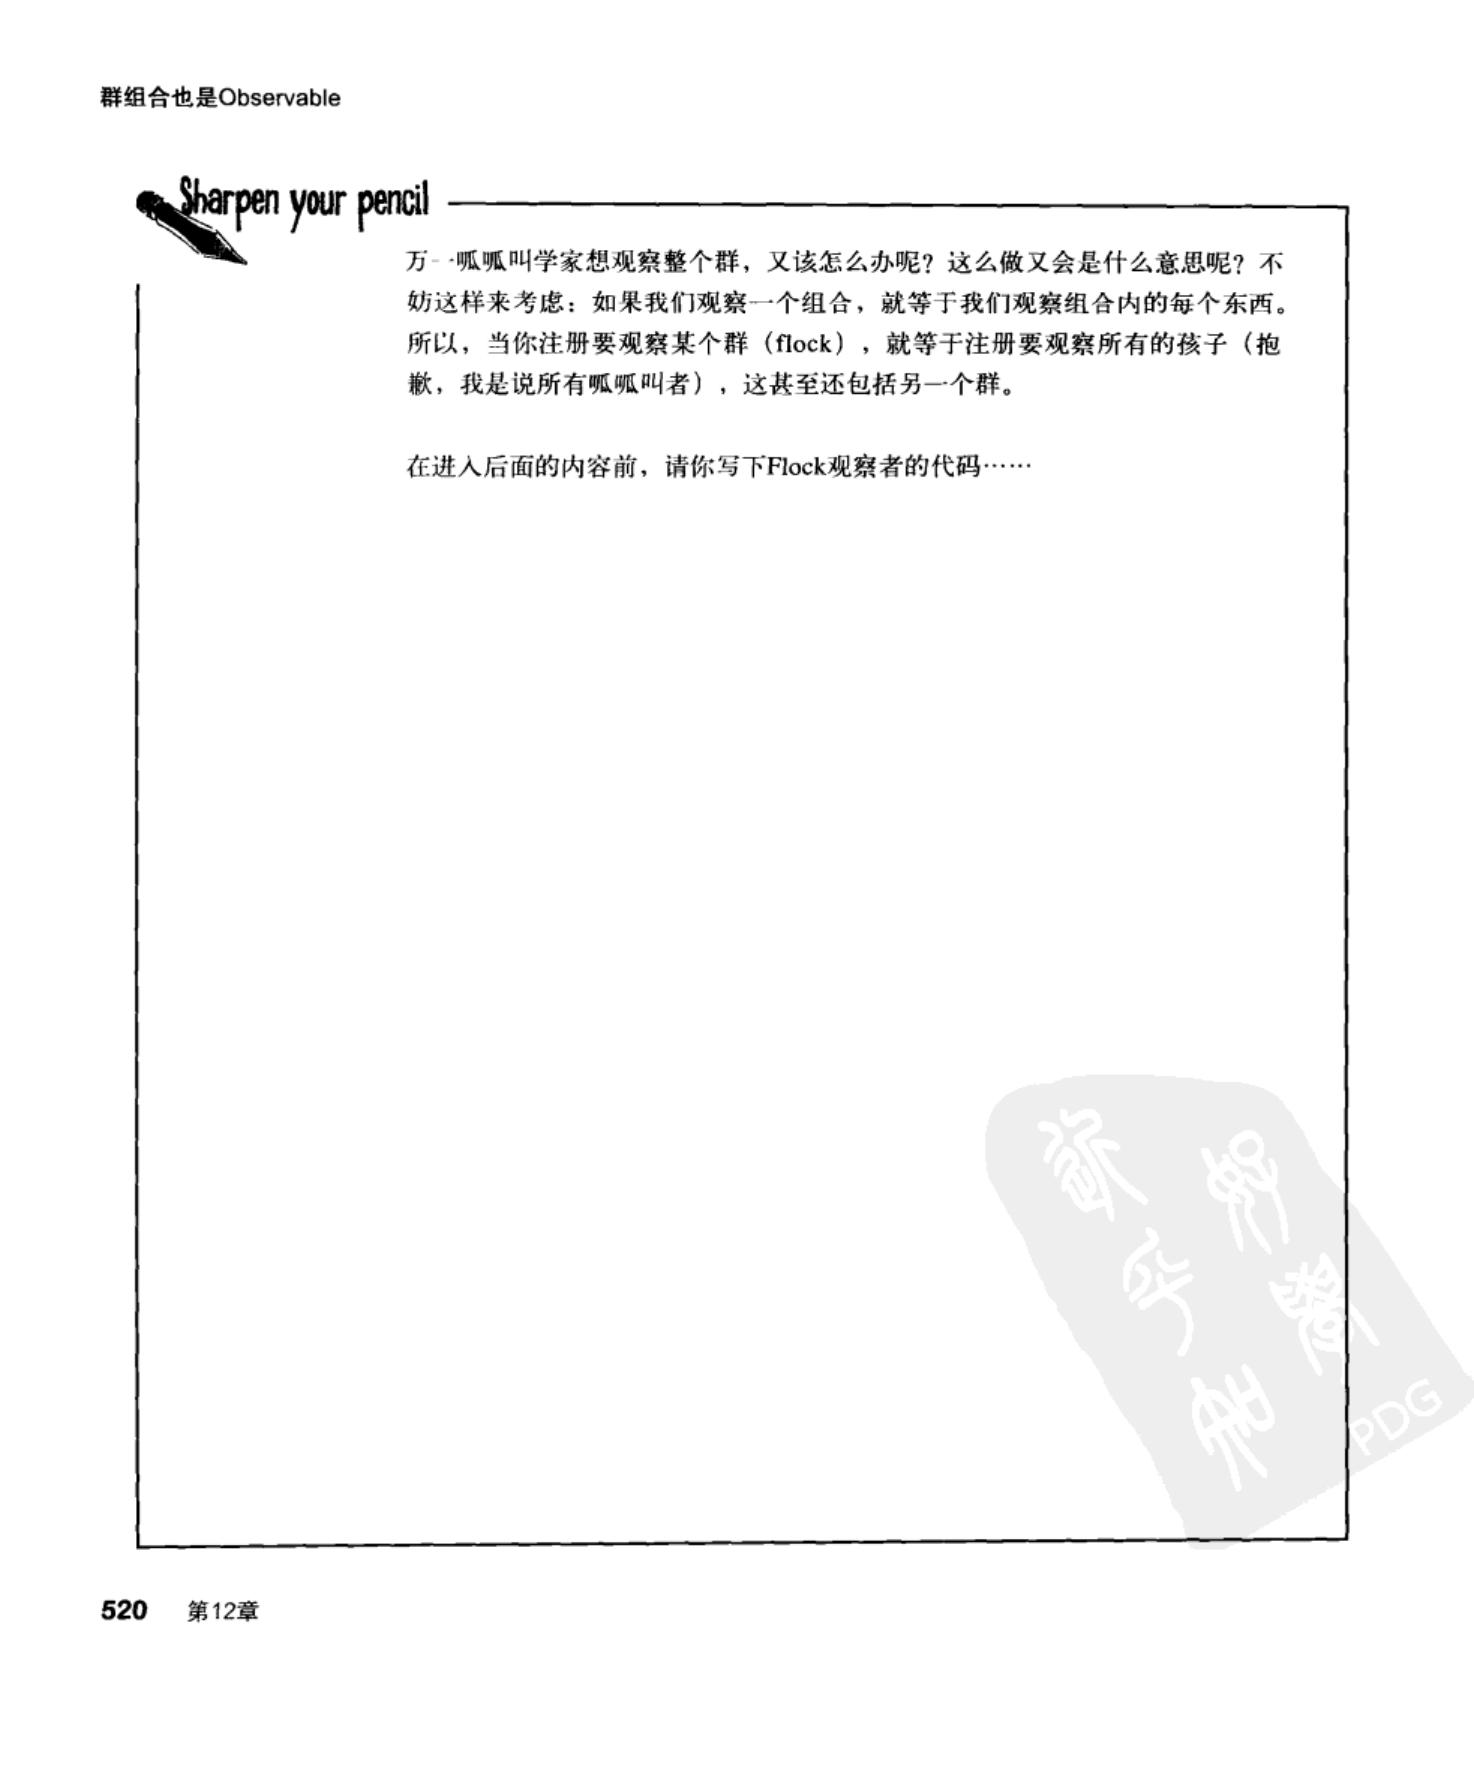 群组合也是Observable
Sharpen your pencil
万一呱呱叫学家想观察整个群，又该怎么办呢？这么做又会是什么意思呢？不
妨这样来考虑：如果我们观察一个组合，就等于我们观察组合内的每个东西。
所以，当你注册要观察某个群（flock），就等于注册要观察所有的孩子（抱
歉，我是说所有呱呱叫者），这甚至还包括另一个群。
在进入后面的内容前，请你写下Flock观察者的代码……
PDG
520 第12章